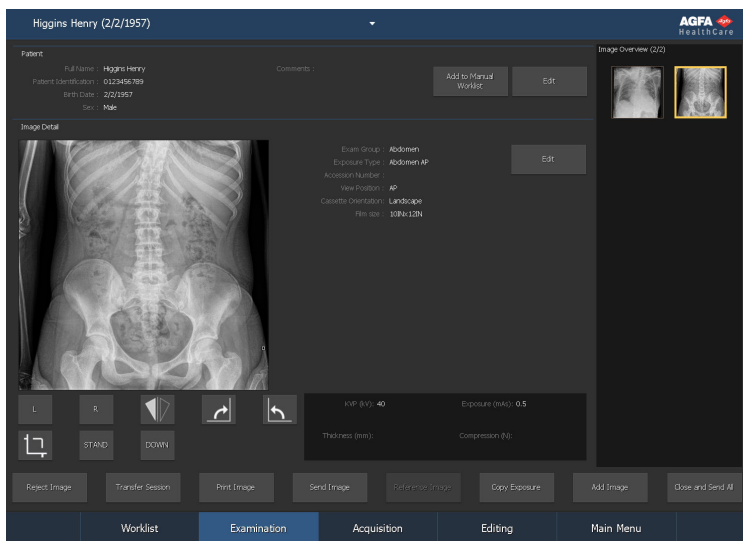 Higgins Henry (2/2/1957)
AGFA
HealthCare
Patient
Full Name : Higgins Henry
Patient Identification : 0123456789
Birth Date : 2/2/1957
Sex : Male
Comments :
Add to Manual
Worklist
Edit
Image Overview (2/2)
Image Detail
Exam Group : Abdomen
Exposure Type : Abdomen AP
Accession Number :
View Position : AP
Cassette Orientation: Landscape
Film size : 10INx12IN
Edit
L
R
STAND
DOWN
KVP (kV): 40
Exposure (mAs): 0.5
Thickness (mm):
Compression (N):
Reject Image
Transfer Session
Print Image
Send Image
Reference Image
Copy Exposure
Add Image
Close and Send All
Worklist
Examination
Acquisition
Editing
Main Menu